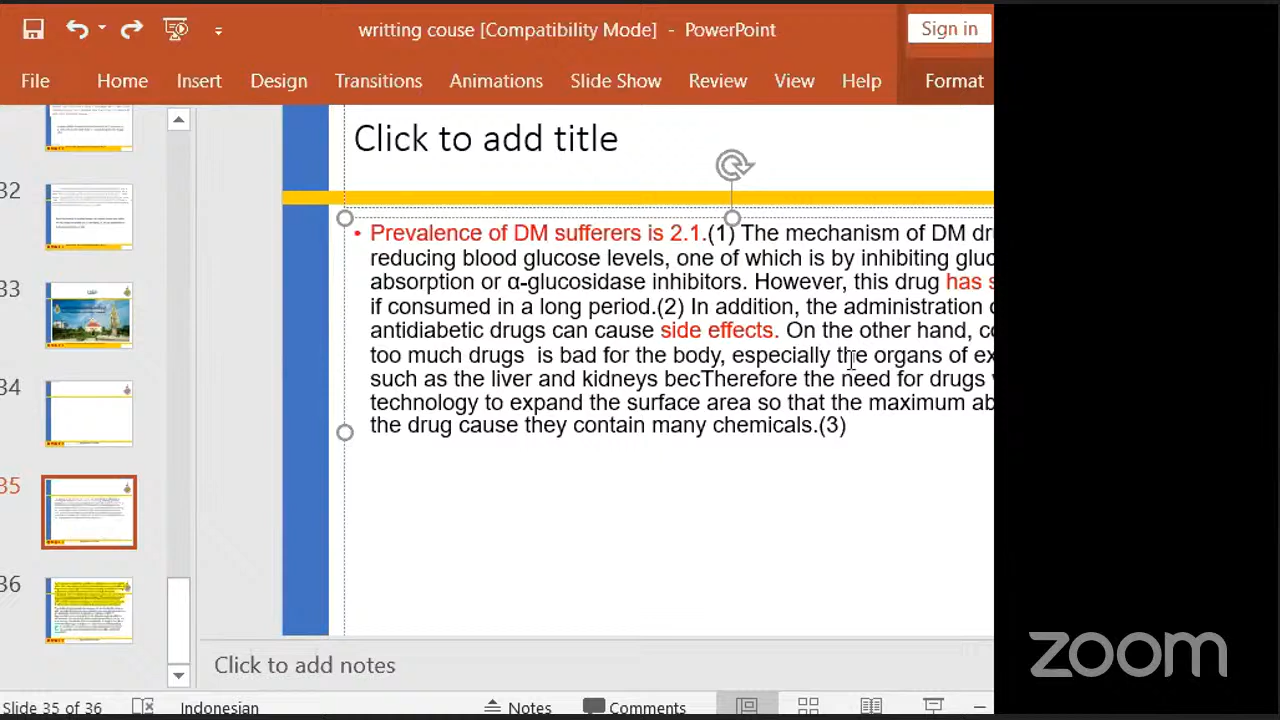 writting couse [Compatibility Mode] - PowerPoint
Sign in
File Home Insert Design Transitions Animations Slide Show Review View Help Format
Click to add title
• Prevalence of DM sufferers is 2.1.(1) The mechanism of DM
reducing blood glucose levels, one of which is by inhibiting
absorption or α-glucosidase inhibitors. However, this drug has
if consumed in a long period.(2) In addition, the administration
antidiabetic drugs can cause side effects. On the other hand,
too much drugs is bad for the body, especially the organs of
such as the liver and kidneys becTherefore the need for drugs
technology to expand the surface area so that the maximum
the drug cause they contain many chemicals.(3)
32
33
34
35
36
Click to add notes
Slide 35 of 36 Indonesian Notes Comments
zoom